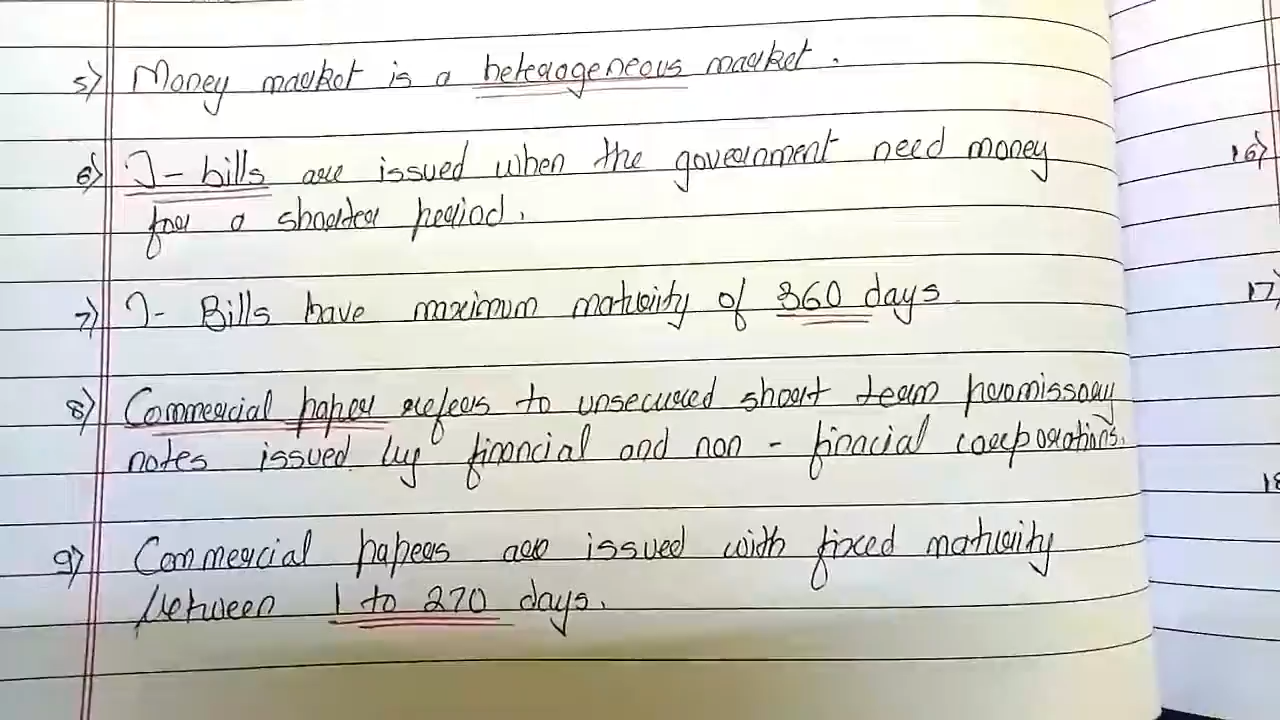 5) Money market is a heterogeneous market.
6) T-bills are issued when the government need money
for a shorter period.
7) T- Bills have maximum maturity of 360 days
8) Commercial paper refers to unsecured short term promissory
notes issued by financial and non - finacial corporations.
9) Commercial papers are issued with fixed maturity
between 1 to 270 days.
16)
17)
18